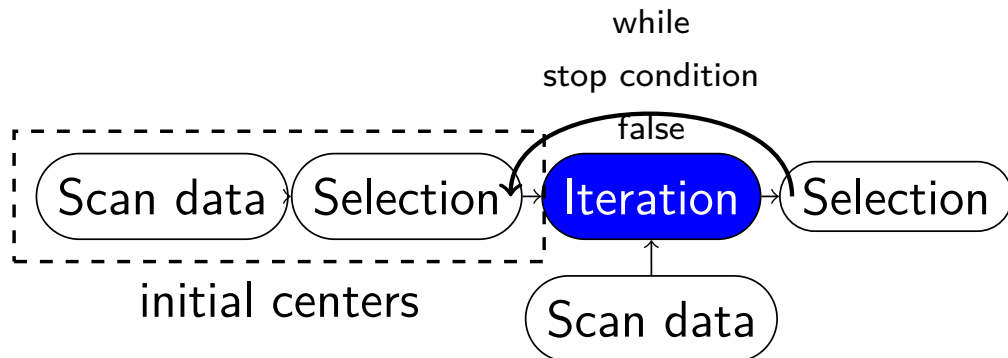 while
stop condition
false
Scan data
Selection
Iteration
Selection
initial centers
Scan data